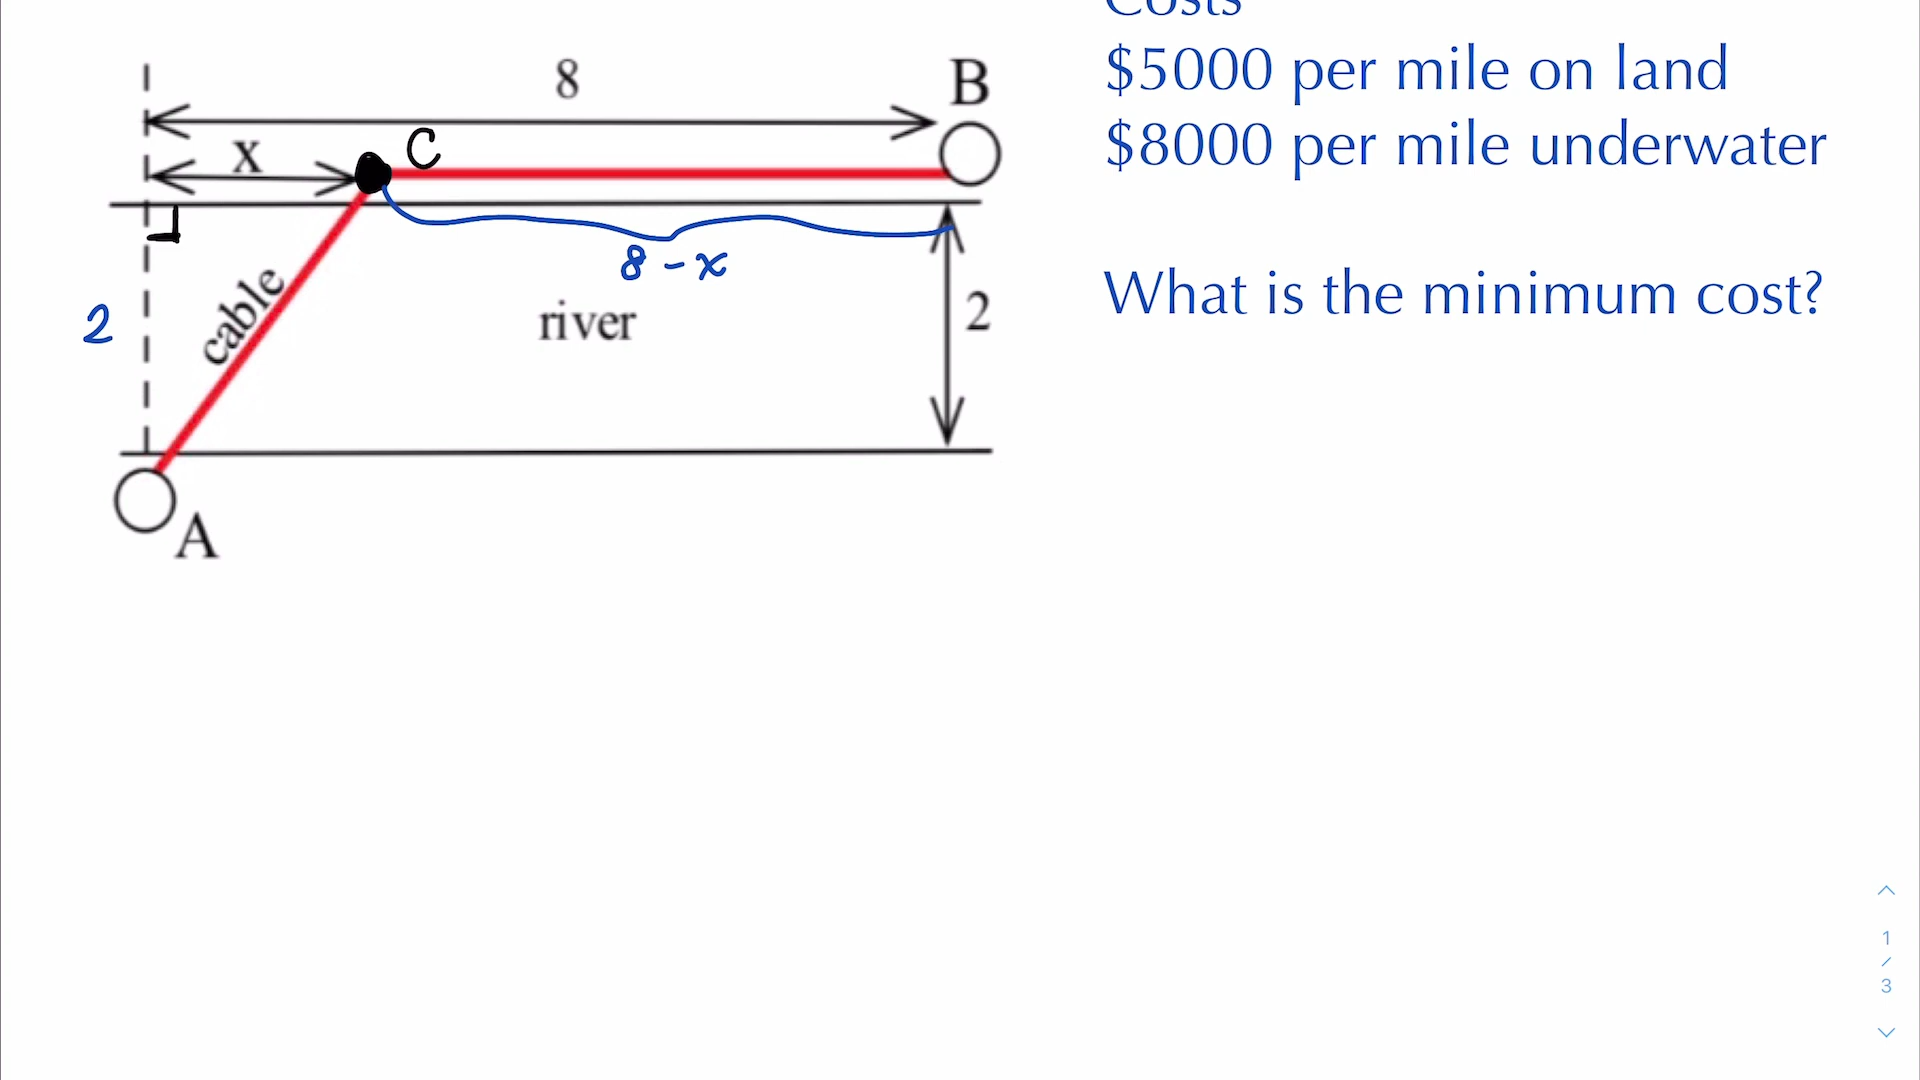 Costs
$5000 per mile on land
$8000 per mile underwater
What is the minimum cost?
8
B
x
C
8 - x
2
cable
river
2
A
1
/
3